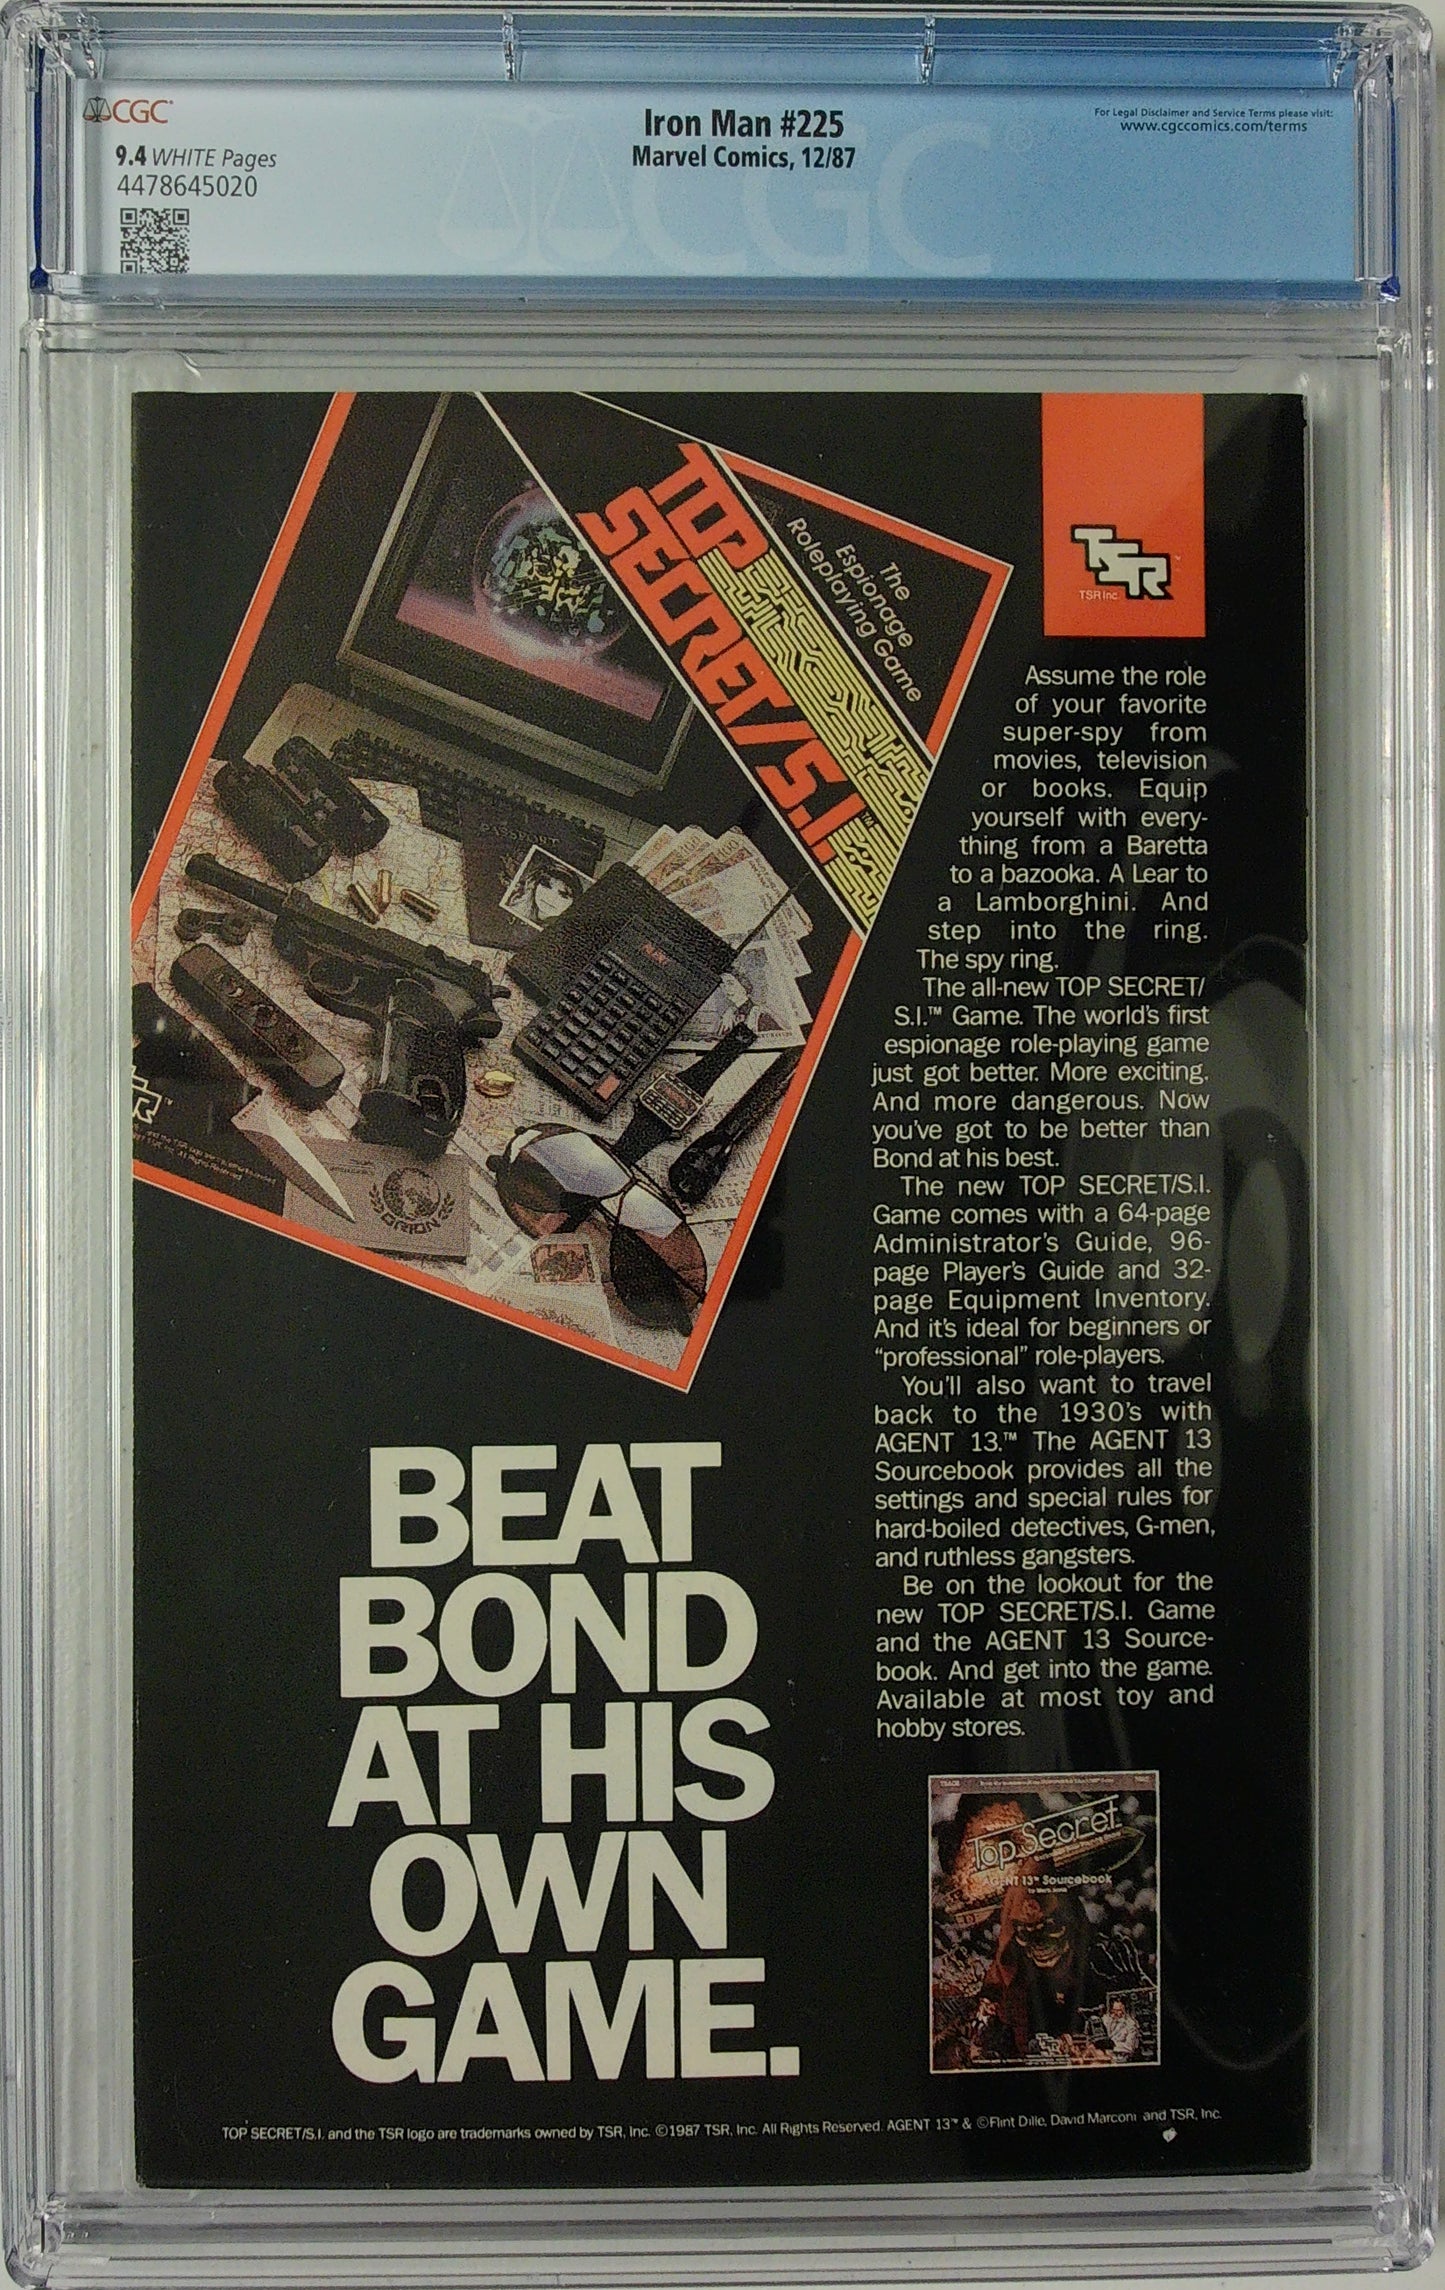 CGC
9.4 WHITE Pages
4478645020
Iron Man #225
Marvel Comics, 12/87
For Legal Disclaimer and Service Terms please visit:
www.cgccomics.com/terms
CGC
TOP
SECRET/S.I.™
The
Espionage
Roleplaying Game
TSR
TSR Inc
PASSPORT
ORION
Assume the role
of your favorite
super-spy from
movies, television
or books. Equip
yourself with every-
thing from a Baretta
to a bazooka. A Lear to
a Lamborghini. And
step into the ring.
The spy ring.
The all-new TOP SECRET/
S.I.™ Game. The world's first
espionage role-playing game
just got better. More exciting.
And more dangerous. Now
you've got to be better than
Bond at his best.
The new TOP SECRET/S.I.
Game comes with a 64-page
Administrator's Guide, 96-
page Player's Guide and 32-
page Equipment Inventory.
And it's ideal for beginners or
"professional" role-players.
You'll also want to travel
back to the 1930's with
AGENT 13.™ The AGENT 13
Sourcebook provides all the
settings and special rules for
hard-boiled detectives, G-men,
and ruthless gangsters.
Be on the lookout for the
new TOP SECRET/S.I. Game
and the AGENT 13 Source-
book. And get into the game.
Available at most toy and
hobby stores.
BEAT
BOND
AT HIS
OWN
GAME.
Top Secret
AGENT 13™ Sourcebook
TOP SECRET/S.I. and the TSR logo are trademarks owned by TSR, Inc. ©1987 TSR, Inc. All Rights Reserved. AGENT 13™ & ©Flint Dille, David Marconi and TSR, Inc.